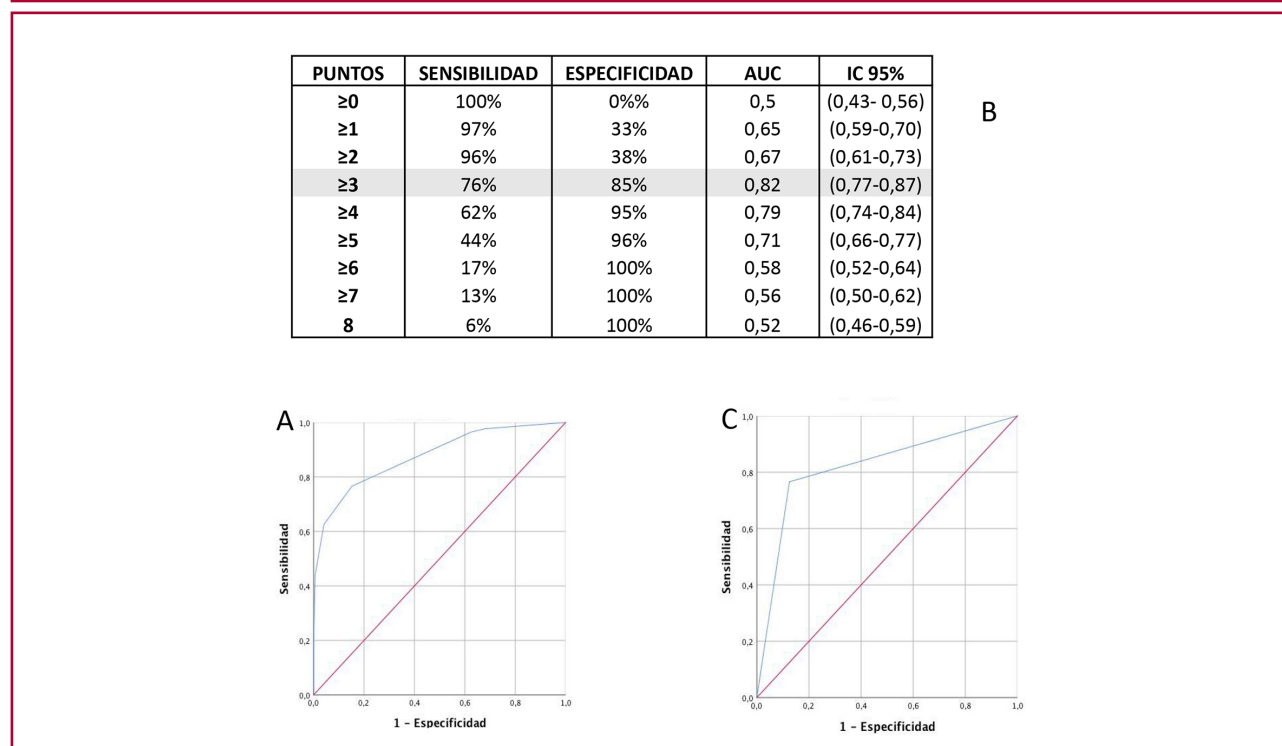 PUNTOS SENSIBILIDAD ESPECIFICIDAD AUC IC 95%
≥0 100% 0%% 0,5 (0,43- 0,56)
≥1 97% 33% 0,65 (0,59-0,70)
≥2 96% 38% 0,67 (0,61-0,73)
≥3 76% 85% 0,82 (0,77-0,87)
≥4 62% 95% 0,79 (0,74-0,84)
≥5 44% 96% 0,71 (0,66-0,77)
≥6 17% 100% 0,58 (0,52-0,64)
≥7 13% 100% 0,56 (0,50-0,62)
8 6% 100% 0,52 (0,46-0,59)
B
A
1,0
0,8
0,6
0,4
0,2
0,0
Sensibilidad
0,0 0,2 0,4 0,6 0,8 1,0
1 – Especificidad
C
1,0
0,8
0,6
0,4
0,2
0,0
Sensibilidad
0,0 0,2 0,4 0,6 0,8 1,0
1 – Especificidad